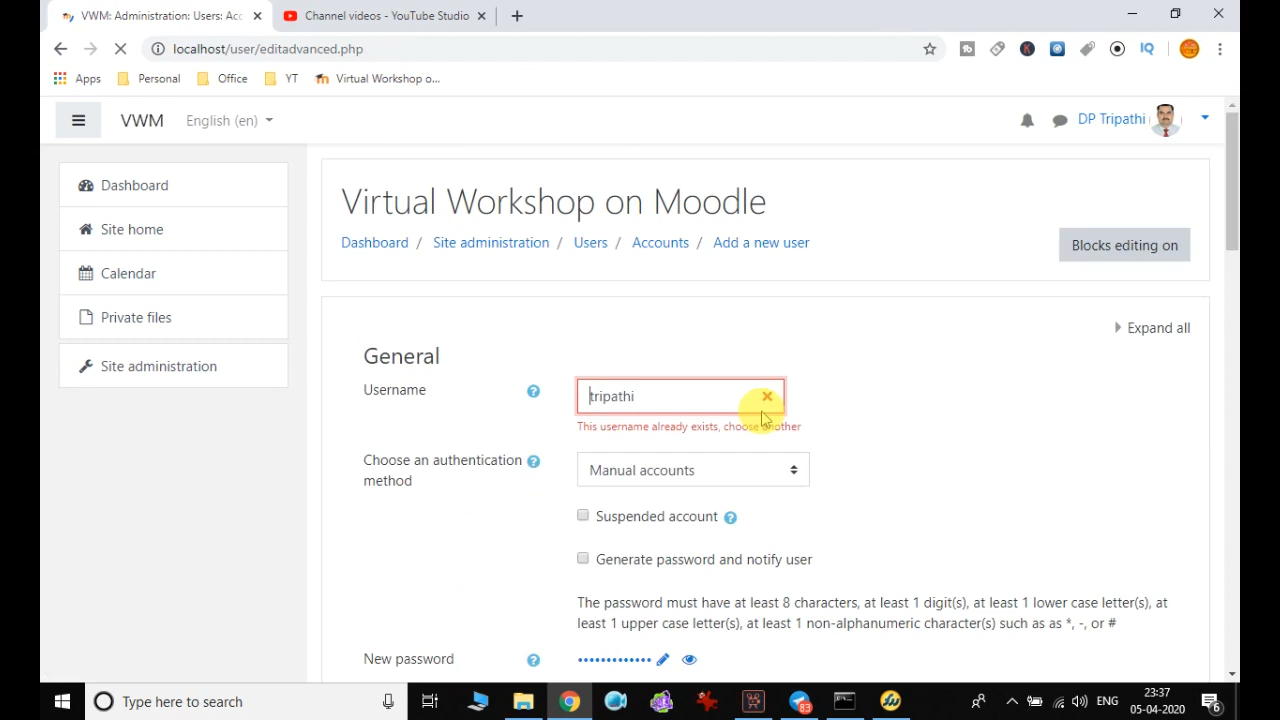 VWM: Administration: Users: Acc
Channel videos - YouTube Studio
localhost/user/editadvanced.php
Apps
Personal
Office
YT
Virtual Workshop o...
VWM
English (en)
DP Tripathi
Dashboard
Site home
Calendar
Private files
Site administration
Virtual Workshop on Moodle
Dashboard / Site administration / Users / Accounts / Add a new user
Blocks editing on
Expand all
General
Username
tripathi
This username already exists, choose another
Choose an authentication
method
Manual accounts
Suspended account
Generate password and notify user
The password must have at least 8 characters, at least 1 digit(s), at least 1 lower case letter(s), at
least 1 upper case letter(s), at least 1 non-alphanumeric character(s) such as as *, -, or #
New password
•••••••••••••
Type here to search
83
ENG
23:37
05-04-2020
6